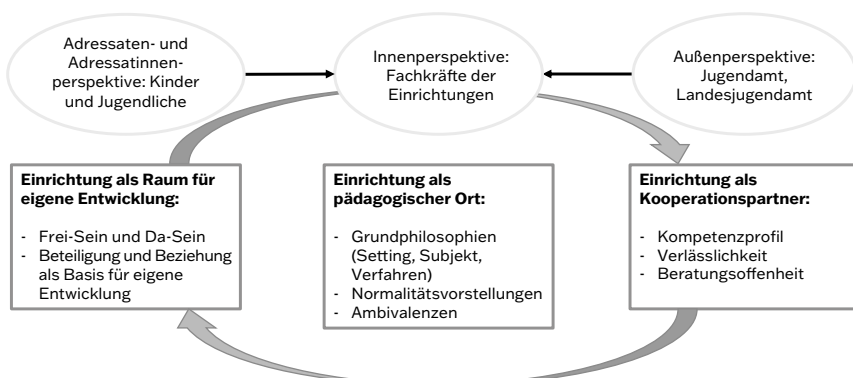 Adressaten- und
Adressatinnen-
perspektive: Kinder
und Jugendliche
Innenperspektive:
Fachkräfte der
Einrichtungen
Außenperspektive:
Jugendamt,
Landesjugendamt
Einrichtung als Raum für
eigene Entwicklung:
- Frei-Sein und Da-Sein
- Beteiligung und Beziehung
als Basis für eigene
Entwicklung
Einrichtung als
pädagogischer Ort:
- Grundphilosophien
(Setting, Subjekt,
Verfahren)
- Normalitätsvorstellungen
- Ambivalenzen
Einrichtung als
Kooperationspartner:
- Kompetenzprofil
- Verlässlichkeit
- Beratungsoffenheit